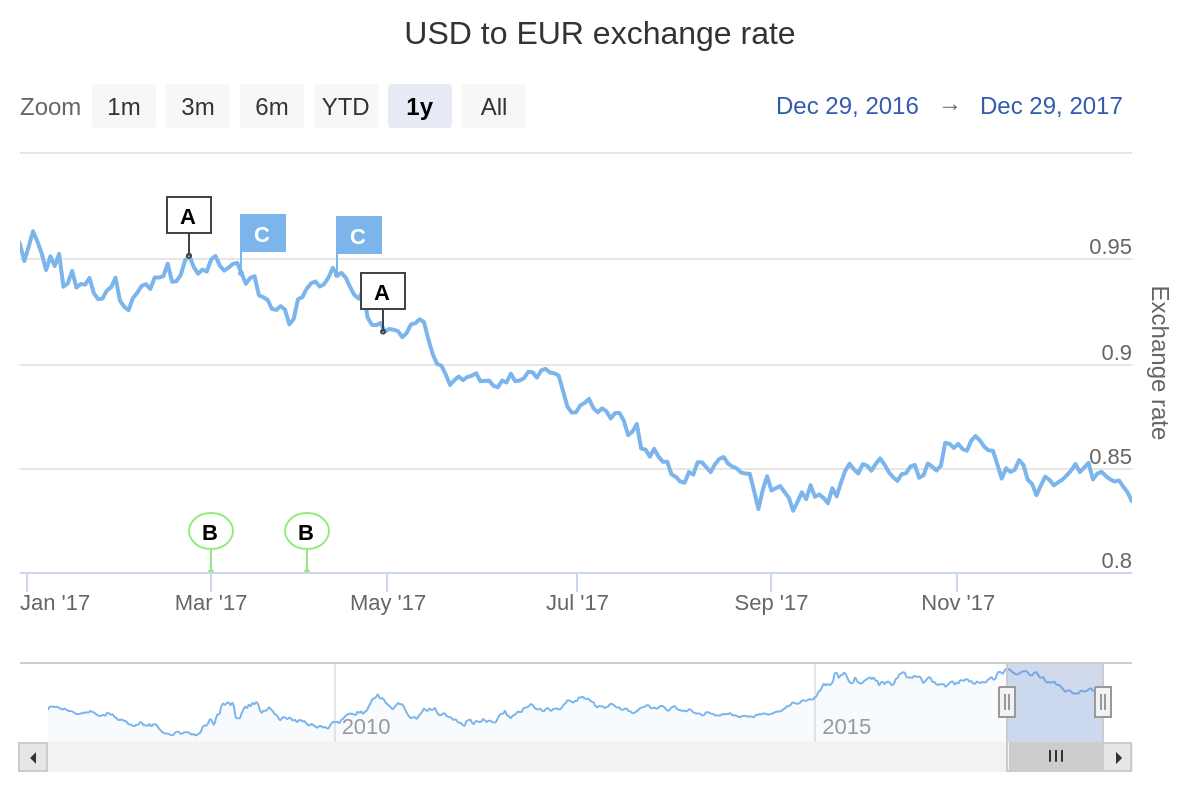 USD to EUR exchange rate
Zoom 1m 3m 6m YTD 1y All Dec 29, 2016 → Dec 29, 2017
A
C C
0.95
A
0.9
Exchange rate
0.85
B B
0.8
Jan '17 Mar '17 May '17 Jul '17 Sep '17 Nov '17
2010 2015